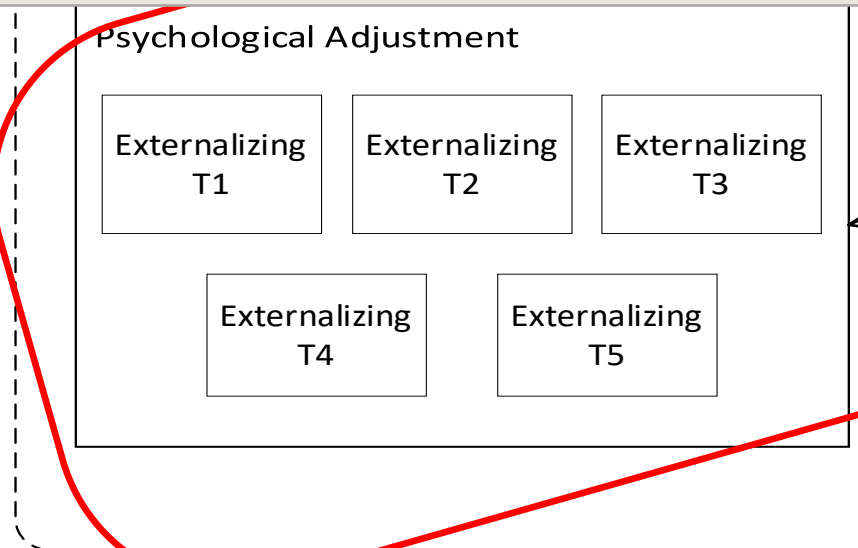 Psychological Adjustment
Externalizing
T1
Externalizing
T2
Externalizing
T3
Externalizing
T4
Externalizing
T5